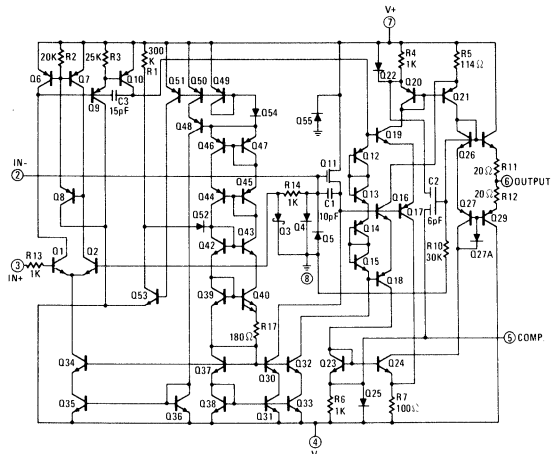 V+
7
20K R2
25K R3
300 K R1
Q6
Q7
Q10
Q9
C3
15pF
Q51
Q50
Q49
Q48
Q54
Q55
Q22
R4
1K
R5
114Ω
Q20
Q21
Q19
Q26
IN-
2
Q46
Q47
Q11
Q12
R11
20Ω
6 OUTPUT
Q8
Q44
Q45
R14
1K
C1
10pF
Q13
Q16
C2
6pF
20Ω
R12
Q52
Q3
Q4
Q5
Q14
Q17
Q27
Q29
R13
1K
3
IN+
Q1
Q2
Q42
Q43
8
Q15
R10
30K
Q27A
Q53
Q39
Q40
Q18
R17
180Ω
5 COMP.
Q34
Q37
Q30
Q32
Q23
Q24
Q25
Q35
Q36
Q38
Q31
Q33
R6
1K
R7
100Ω
4